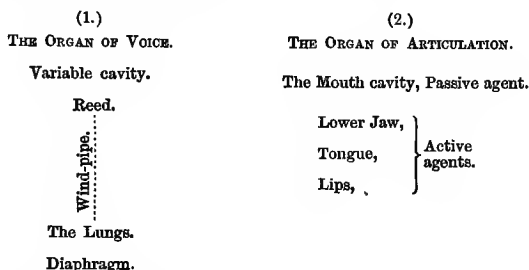 (1.)
THE ORGAN OF VOICE.
Variable cavity.
Reed.
Wind-pipe.
The Lungs.
Diaphragm.
(2.)
THE ORGAN OF ARTICULATION.
The Mouth cavity, Passive agent.
Lower Jaw,
Tongue,
Lips,
Active
agents.